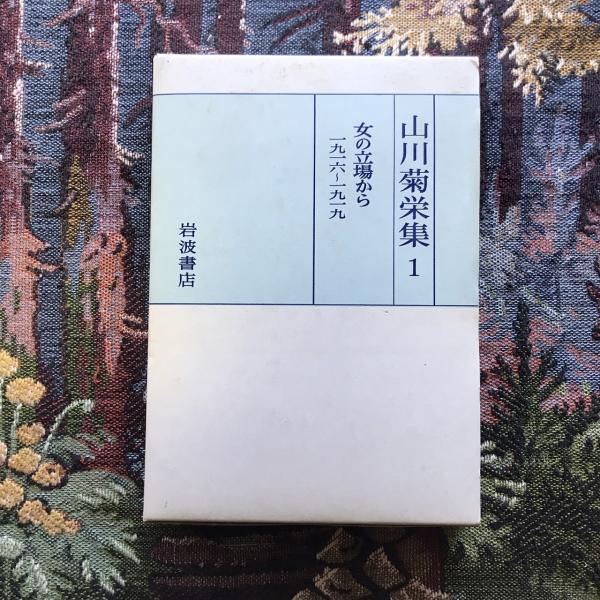 山川菊栄集 1
女の立場から
一九一六~一九一九
岩波書店